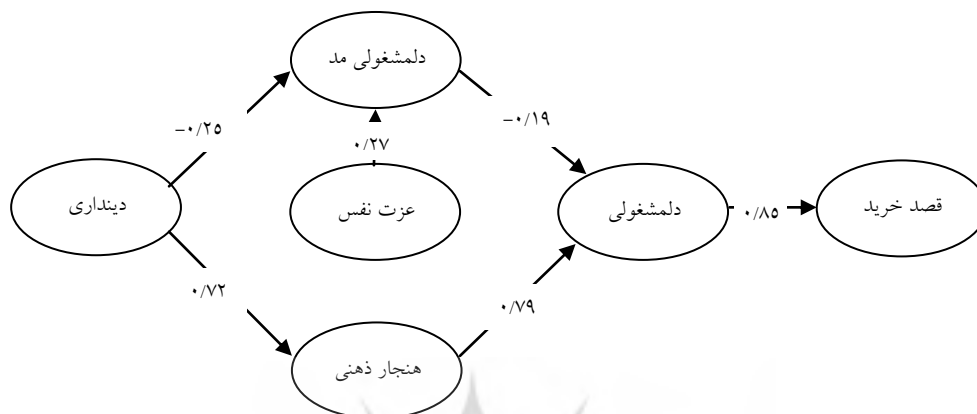 دلمشغولی مد
-۰/۲۵
-۰/۱۹
۰/۲۷
دینداری
عزت نفس
دلمشغولی
۰/۸۵
قصد خرید
۰/۷۲
۰/۷۹
هنجار ذهنی